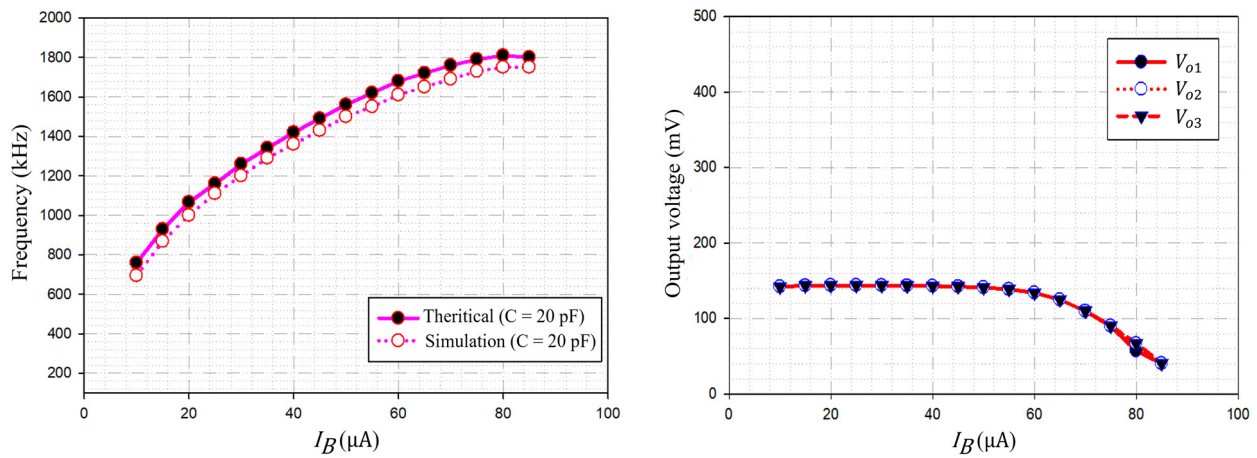 2000
1800
1600
1400
1200
1000
800
600
400
200
Frequency (kHz)
Theritical (C = 20 pF)
Simulation (C = 20 pF)
0 20 40 60 80 100
I_B (μA)
500
400
300
200
100
0
Output voltage (mV)
V_o1
V_o2
V_o3
0 20 40 60 80 100
I_B (μA)